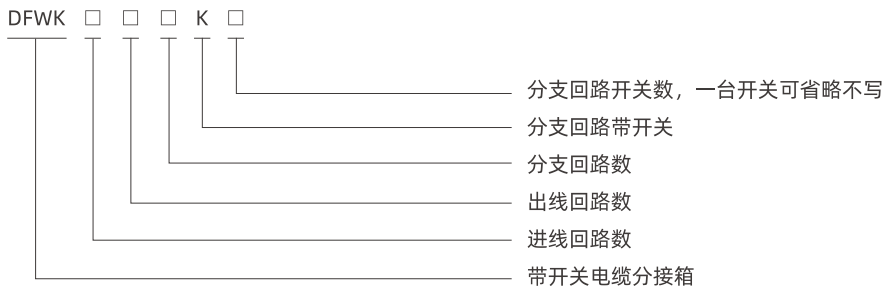 DFWK □ □ □ K □
分支回路开关数，一台开关可省略不写
分支回路带开关
分支回路数
出线回路数
进线回路数
带开关电缆分接箱